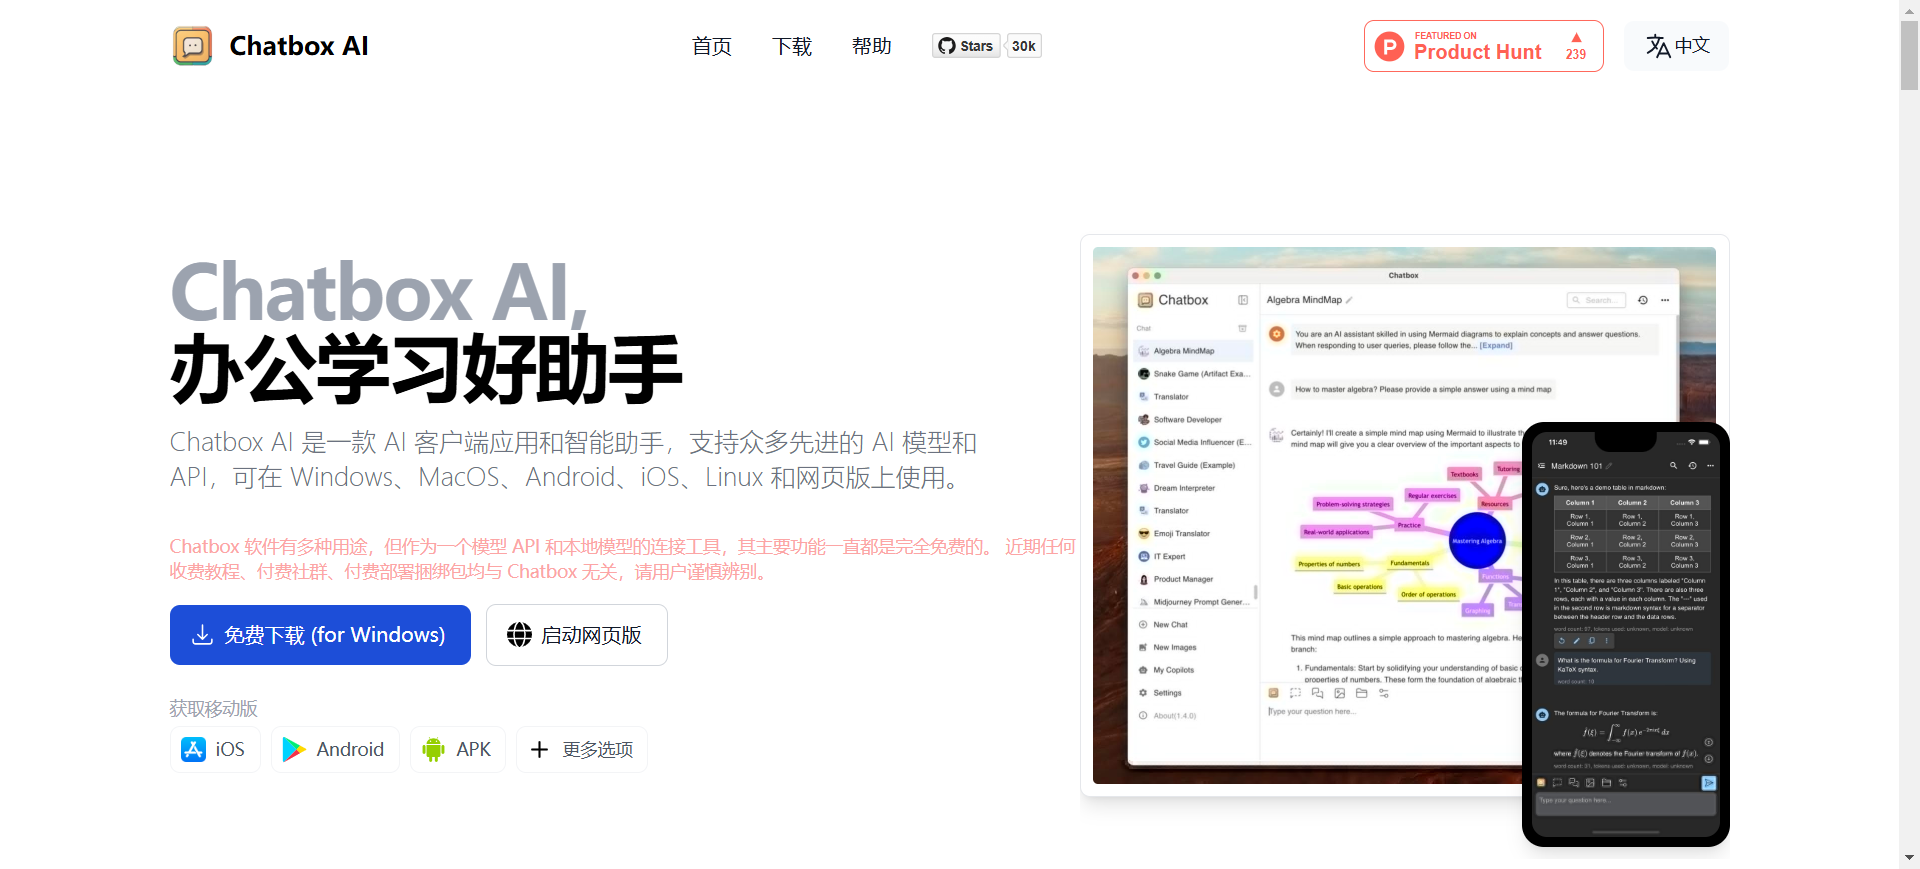 Chatbox AI
首页
下载
帮助
Stars
30k
FEATURED ON
Product Hunt
239
中文
Chatbox AI,
办公学习好助手
Chatbox AI 是一款 AI 客户端应用和智能助手，支持众多先进的 AI 模型和
API，可在 Windows、MacOS、Android、iOS、Linux 和网页版上使用。
Chatbox 软件有多种用途，但作为一个模型 API 和本地模型的连接工具，其主要功能一直都是完全免费的。 近期任何
收费教程、付费社群、付费部署捆绑包均与 Chatbox 无关，请用户谨慎辨别。
免费下载 (for Windows)
启动网页版
获取移动版
iOS
Android
APK
更多选项
Chatbox
Chatbox
Chat
Algebra MindMap
Snake Game (Artifact Exa...
Translator
Software Developer
Social Media Influencer (E...
Travel Guide (Example)
Dream Interpreter
Translator
Emoji Translator
IT Expert
Product Manager
Midjourney Prompt Gener...
New Chat
New Images
My Copilots
Settings
About(1.4.0)
Algebra MindMap
Search...
You are an AI assistant skilled in using Mermaid diagrams to explain concepts and answer questions.
When responding to user queries, please follow the... [Expand]
How to master algebra? Please provide a simple answer using a mind map
Certainly! I'll create a simple mind map using Mermaid to illustrate th
mind map will give you a clear overview of the important aspects to
Textbooks
Tutoring
Resources
Regular exercises
Problem-solving strategies
Practice
Real-world applications
Mastering Algebra
Properties of numbers
Fundamentals
Basic operations
Order of operations
Functions
Graphing
This mind map outlines a simple approach to mastering algebra. He
branch:
1. Fundamentals: Start by solidifying your understanding of basic
properties of numbers. These form the foundation of algebraic
Type your question here...
11:49
Markdown 101
Sure, here's a demo table in markdown:
Column 1 Column 2 Column 3
Row 1, Column 1 Row 1, Column 2 Row 1, Column 3
Row 2, Column 1 Row 2, Column 2 Row 2, Column 3
Row 3, Column 1 Row 3, Column 2 Row 3, Column 3
In this table, there are three columns labeled "Column
1", "Column 2", and "Column 3". There are also three
rows, each with a value in each column. The "---" used
in the second row is markdown syntax for a separator
between the header row and the data rows.
word count: 97, tokens used: unknown, model: unknown
What is the formula for Fourier Transform? Using
KaTeX syntax.
word count: 10
The formula for Fourier Transform is:
f̂(ξ) = ∫_{-∞}^{∞} f(x) e^{-2πixξ} dx
where f̂(ξ) denotes the Fourier transform of f(x).
word count: 31, tokens used: unknown, model: unknown
Type your question here...